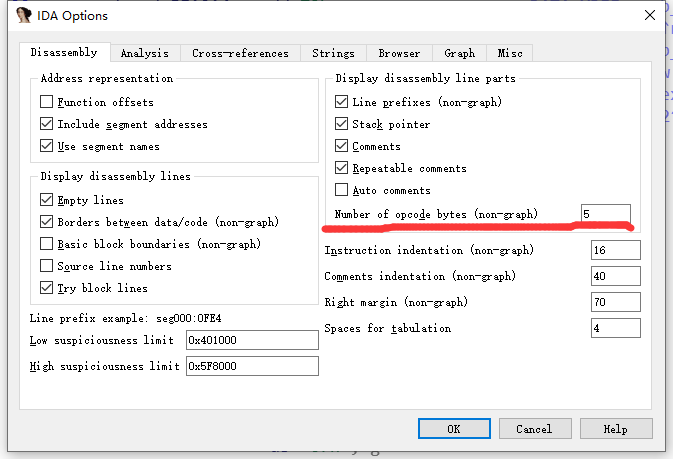 IDA Options
Disassembly Analysis Cross-references Strings Browser Graph Misc
Address representation
Function offsets
Include segment addresses
Use segment names
Display disassembly lines
Empty lines
Borders between data/code (non-graph)
Basic block boundaries (non-graph)
Source line numbers
Try block lines
Line prefix example: seg000:0FE4
Low suspiciousness limit 0x401000
High suspiciousness limit 0x5F8000
Display disassembly line parts
Line prefixes (non-graph)
Stack pointer
Comments
Repeatable comments
Auto comments
Number of opcode bytes (non-graph) 5
Instruction indentation (non-graph) 16
Comments indentation (non-graph) 40
Right margin (non-graph) 70
Spaces for tabulation 4
OK Cancel Help